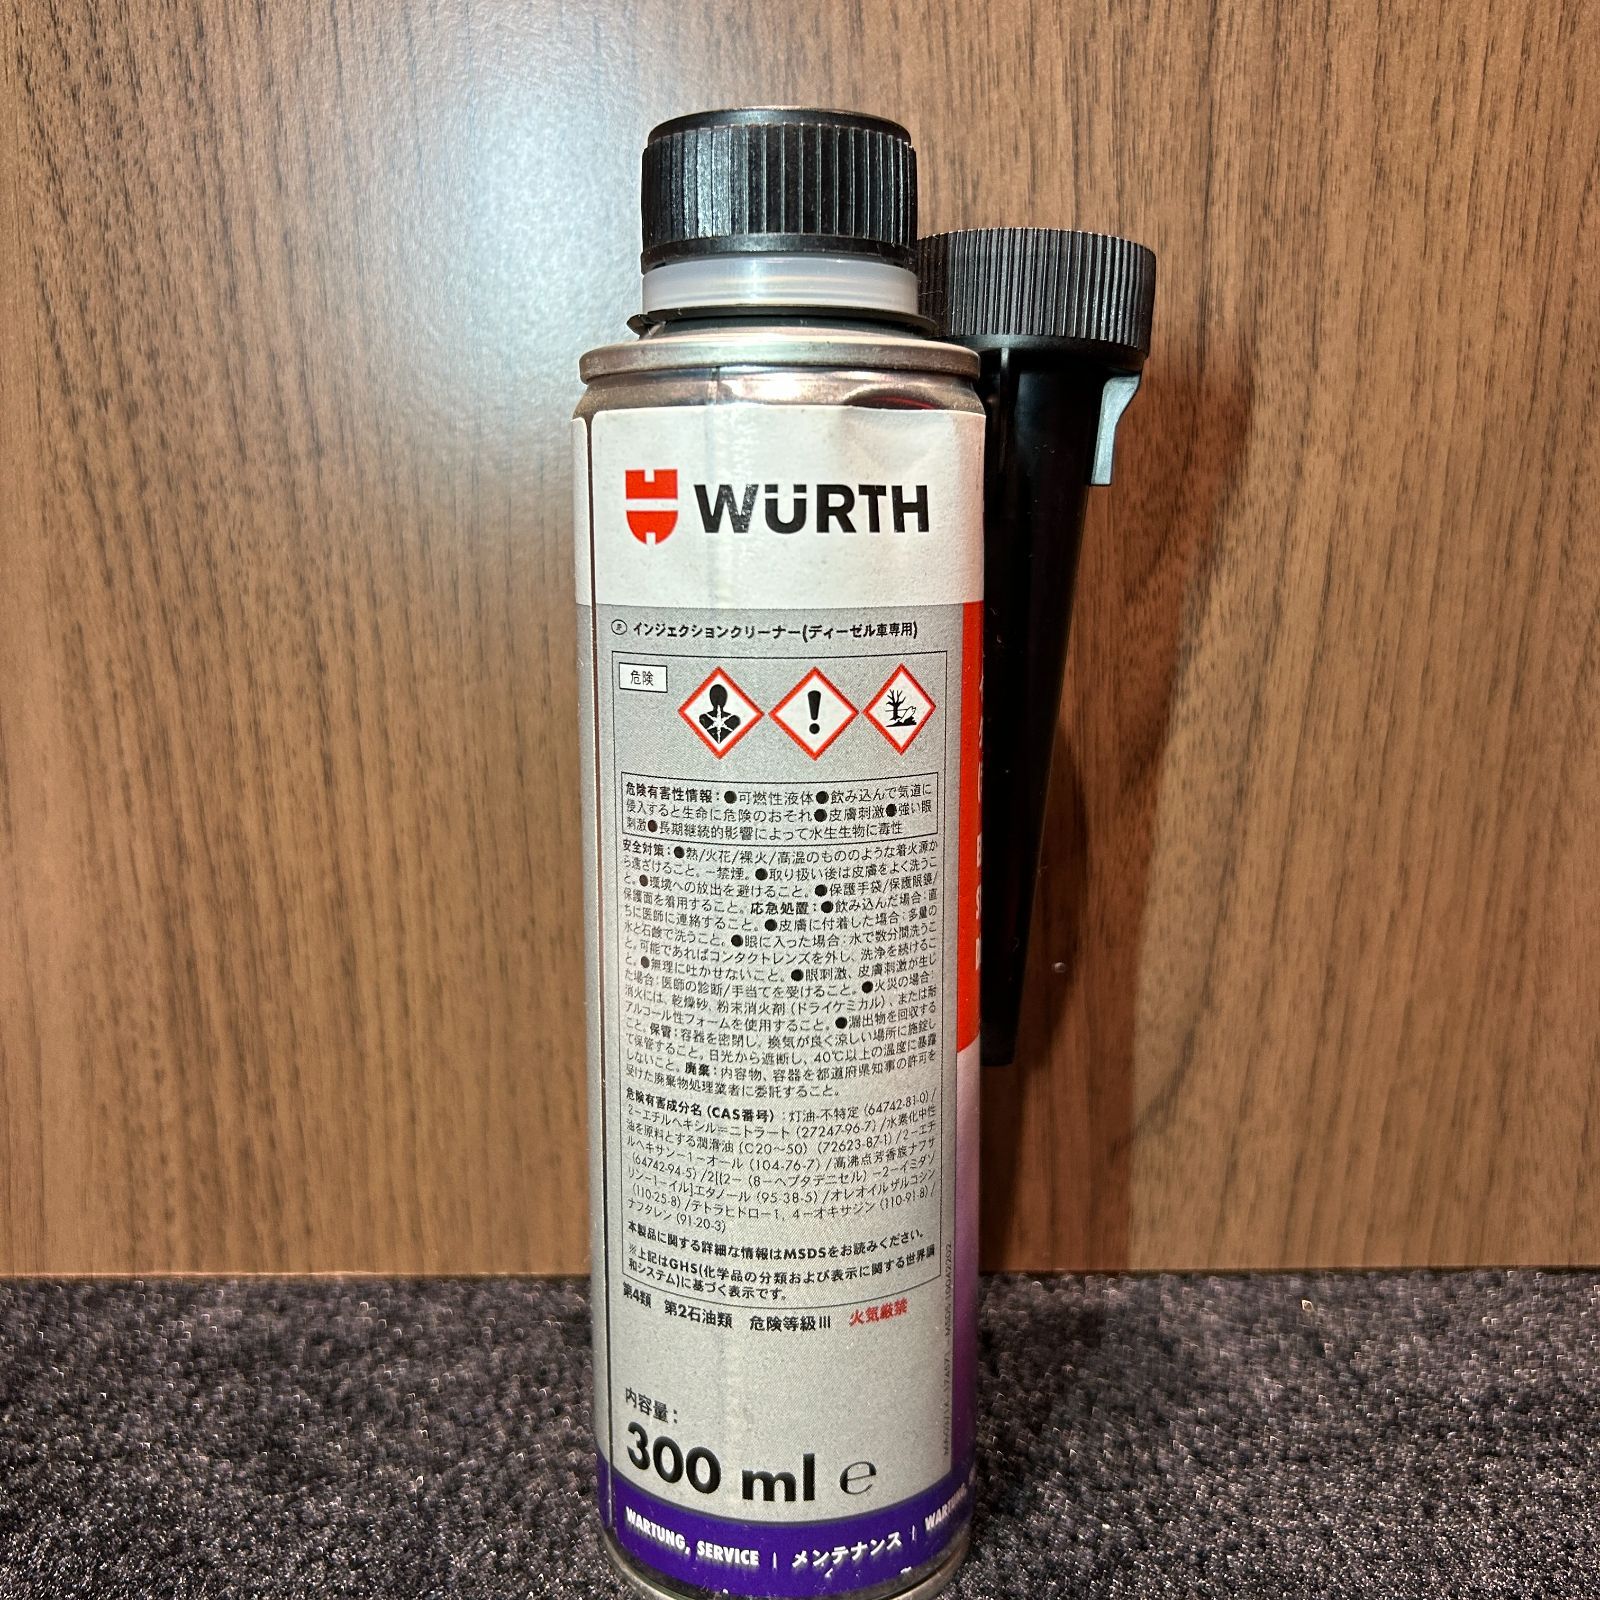 WÜRTH
インジェクションクリーナー(ディーゼル車専用)
危険
危険有害性情報：●可燃性液体●飲み込んで気道に
侵入すると生命に危険のおそれ●皮膚刺激●強い眼
刺激●長期継続的影響によって水生生物に毒性
安全対策：●熱/火花/裸火/高温のもののような着火源か
ら遠ざけること。–禁煙。●取り扱い後は皮膚をよく洗うこ
と。●環境への放出を避けること。●保護手袋/保護眼鏡/
保護面を着用すること。応急処置：●飲み込んだ場合：直
ちに医師に連絡すること。●皮膚に付着した場合：多量の
水と石鹸で洗うこと。●眼に入った場合：水で数分間洗うこ
と。可能であればコンタクトレンズを外し、洗浄を続けるこ
と。●無理に吐かせないこと。●眼刺激、皮膚刺激が生じ
た場合：医師の診断/手当てを受けること。●火災の場合：
消火には、乾燥砂、粉末消火剤（ドライケミカル）、または耐
アルコール性フォームを使用すること。●漏出物を回収する
こと。保管：容器を密閉し、換気が良く涼しい場所に施錠し
て保管すること。日光から遮断し、40℃以上の温度に暴露
しないこと。廃棄：内容物、容器を都道府県知事の許可を
受けた廃棄物処理業者に委託すること。
危険有害成分名（CAS番号）：灯油-不特定（64742-81-0）/
2－エチルヘキシル＝ニトラート（27247-96-7）/水素化中性
油を原料とする潤滑油（C20～50）（72623-87-1）/2－エチ
ルヘキサン－1－オール（104-76-7）/高沸点芳香族ナフサ
（64742-94-5）/2[(2－（8－ヘプタデニセル）－2－イミダゾ
リン－1－イル]エタノール（95-38-5）/オレオイルザルコシン
（110-25-8）/テトラヒドロ－1，4－オキサジン（110-91-8）/
ナフタレン（91-20-3）
本製品に関する詳細な情報はMSDSをお読みください。
※上記はGHS(化学品の分類および表示に関する世界調
和システム)に基づく表示です。
第4類 第2石油類 危険等級III 火気厳禁
内容量：
300 ml ℮
WARTUNG, SERVICE | メンテナンス | WARTUNG,